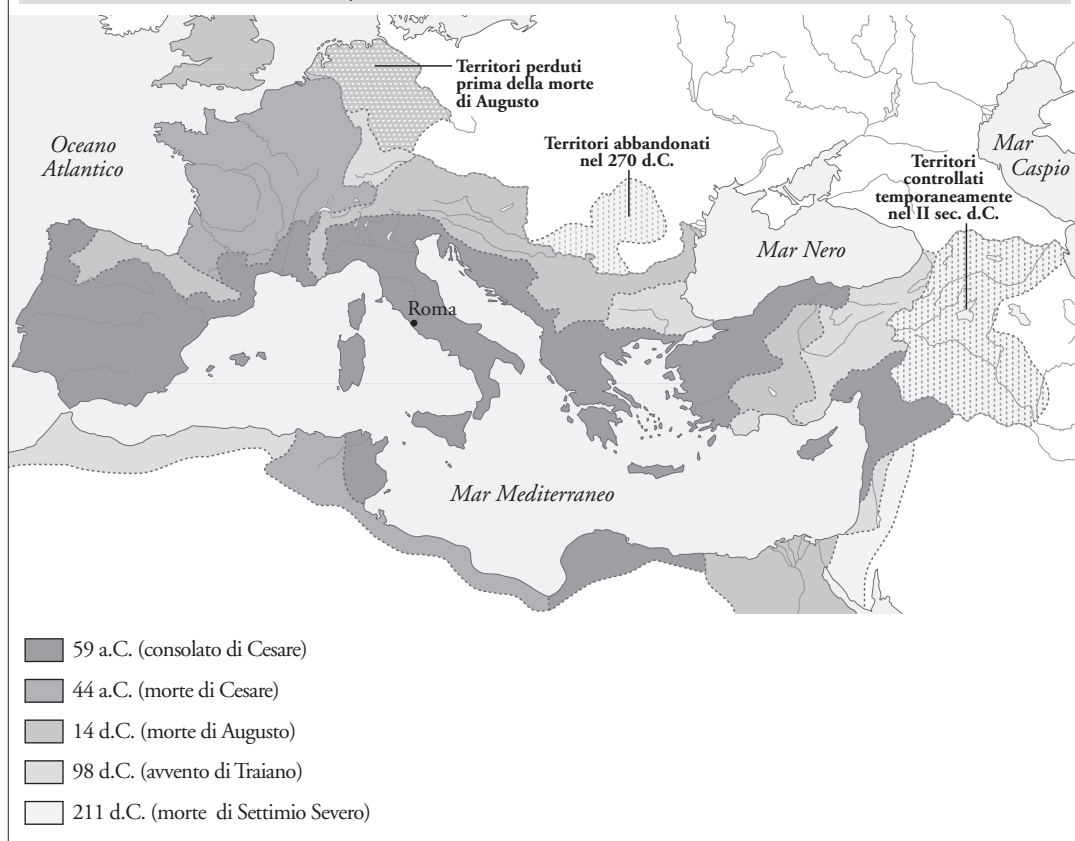 Territori perduti
prima della morte
di Augusto
Oceano
Atlantico
Territori abbandonati
nel 270 d.C.
Mar
Caspio
Territori
controllati
temporaneamente
nel II sec. d.C.
Mar Nero
Roma
Mar Mediterraneo
59 a.C. (consolato di Cesare)
44 a.C. (morte di Cesare)
14 d.C. (morte di Augusto)
98 d.C. (avvento di Traiano)
211 d.C. (morte di Settimio Severo)